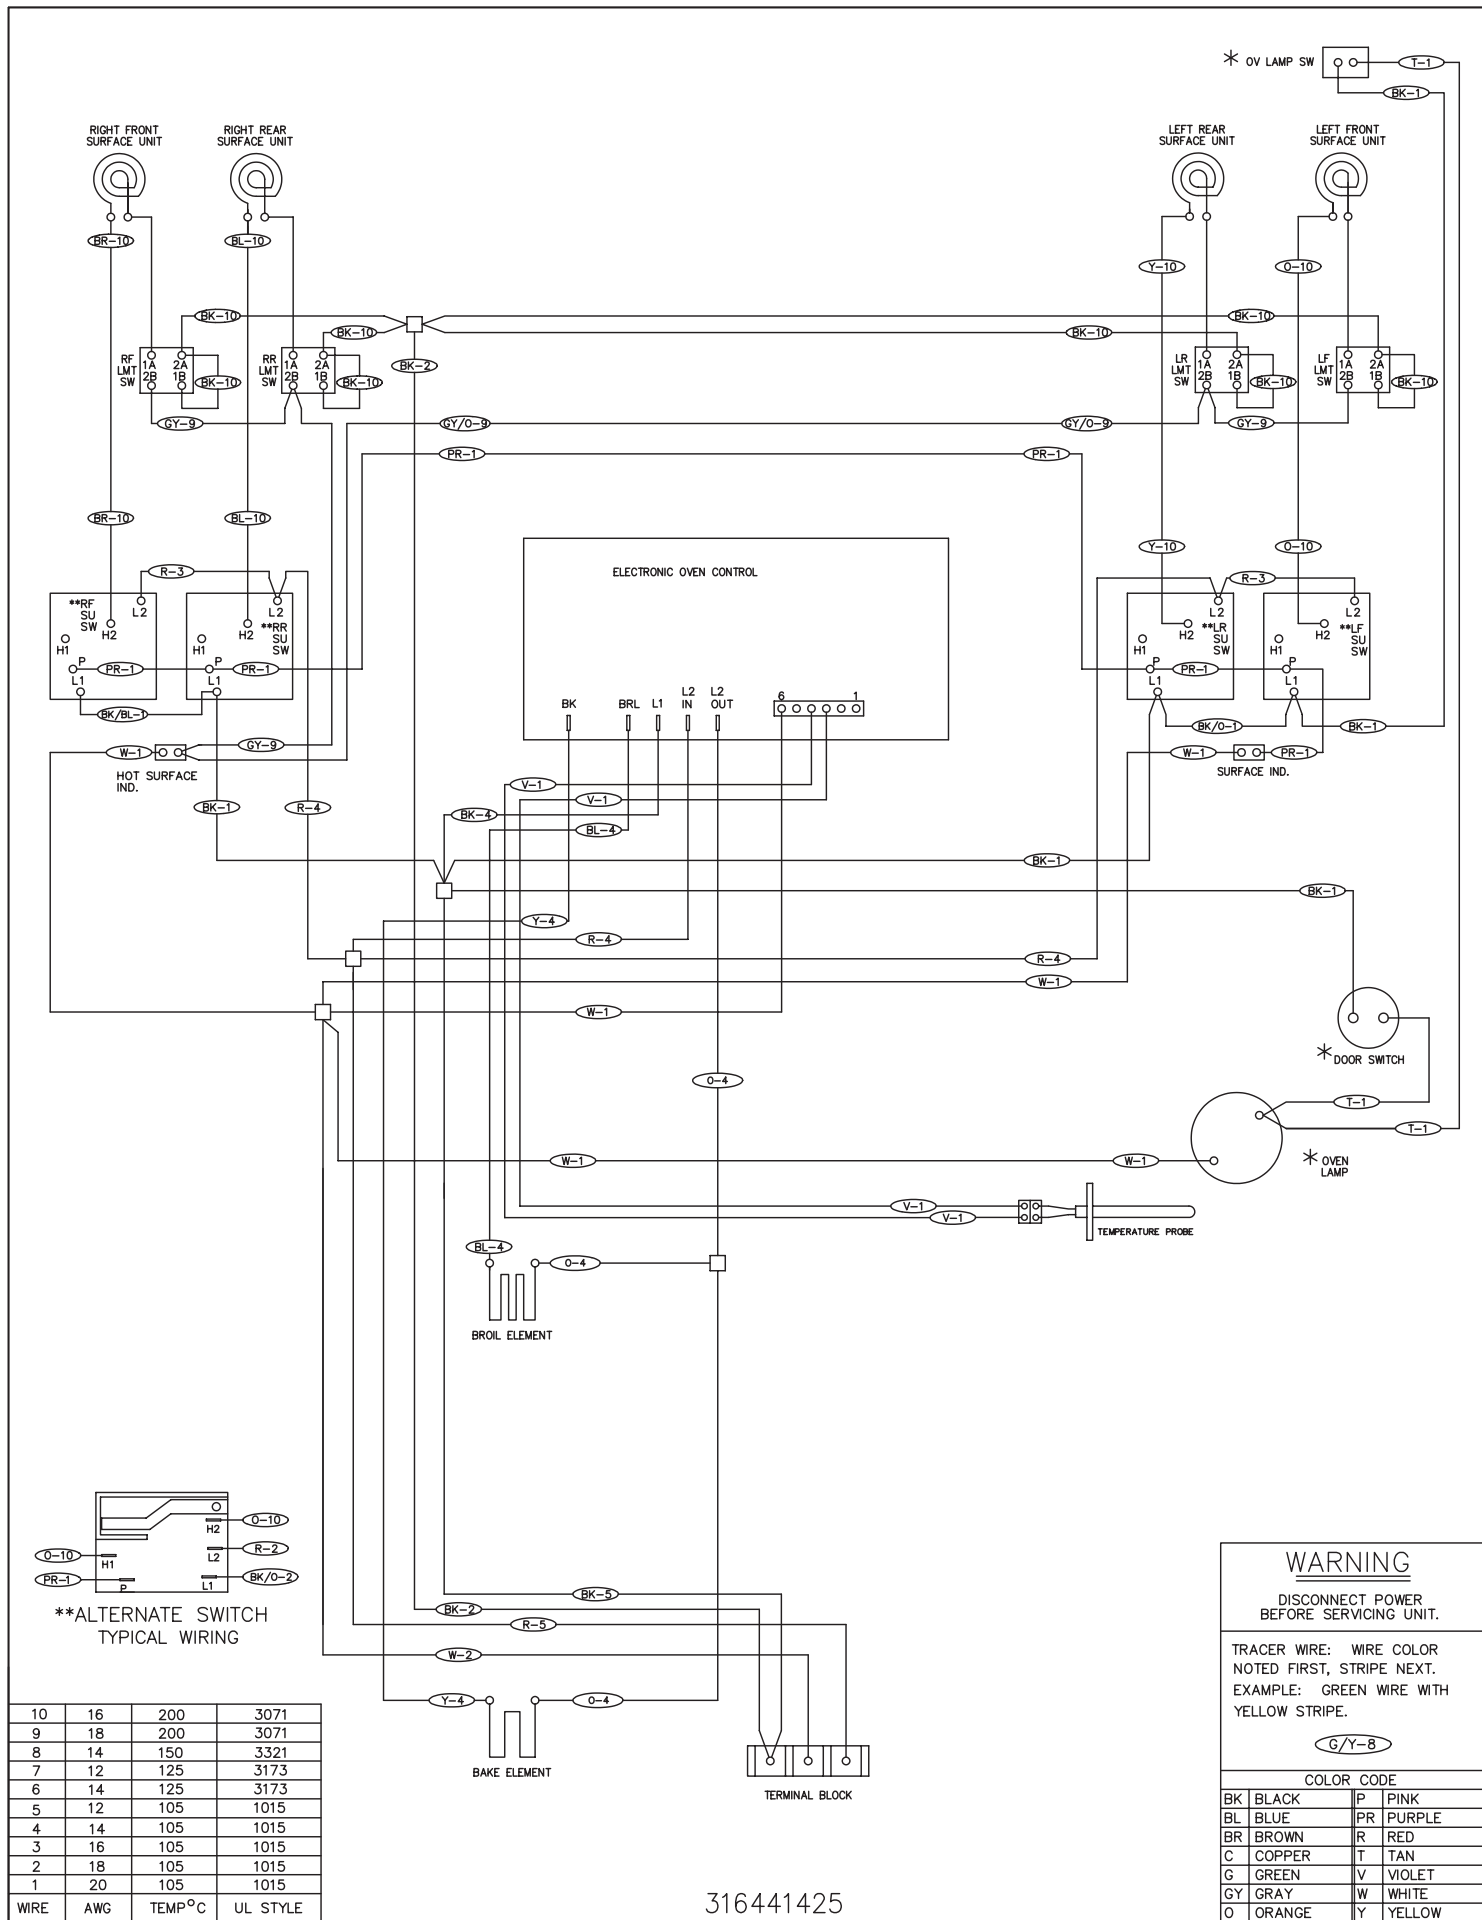 OV LAMP SW
T-1
BK-1
RIGHT FRONT
SURFACE UNIT
RIGHT REAR
SURFACE UNIT
LEFT REAR
SURFACE UNIT
LEFT FRONT
SURFACE UNIT
BR-10
BL-10
Y-10
O-10
BK-10
BK-10
BK-10
BK-10
BK-2
RF
LMT
SW
1A
2B
2A
1B
BK-10
RR
LMT
SW
1A
2B
2A
1B
BK-10
LR
LMT
SW
1A
2B
2A
1B
BK-10
LF
LMT
SW
1A
2B
2A
1B
BK-10
GY-9
GY/O-9
GY/O-9
GY-9
PR-1
PR-1
BR-10
BL-10
Y-10
O-10
ELECTRONIC OVEN CONTROL
R-3
R-3
**RF
SU
SW
L2
H2
H1
P
L1
PR-1
**RR
SU
SW
L2
H2
H1
P
L1
PR-1
**LR
SU
SW
L2
H2
H1
P
L1
PR-1
**LF
SU
SW
L2
H2
H1
P
L1
BK/BL-1
BK
BRL
L1
L2
IN
L2
OUT
6
1
BK/O-1
BK-1
W-1
GY-9
HOT SURFACE
IND.
W-1
PR-1
SURFACE IND.
BK-1
R-4
V-1
V-1
BK-4
BL-4
BK-1
BK-1
Y-4
R-4
R-4
W-1
W-1
DOOR SWITCH
O-4
T-1
T-1
W-1
W-1
OVEN
LAMP
V-1
V-1
TEMPERATURE PROBE
BL-4
O-4
BROIL ELEMENT
H2
O-10
O-10
H1
L2
R-2
PR-1
P
L1
BK/O-2
**ALTERNATE SWITCH
TYPICAL WIRING
BK-5
BK-2
R-5
W-2
Y-4
O-4
BAKE ELEMENT
TERMINAL BLOCK
WARNING
DISCONNECT POWER
BEFORE SERVICING UNIT.
TRACER WIRE: WIRE COLOR
NOTED FIRST, STRIPE NEXT.
EXAMPLE: GREEN WIRE WITH
YELLOW STRIPE.
G/Y-8
COLOR CODE
BK BLACK P PINK
BL BLUE PR PURPLE
BR BROWN R RED
C COPPER T TAN
G GREEN V VIOLET
GY GRAY W WHITE
O ORANGE Y YELLOW
10 16 200 3071
9 18 200 3071
8 14 150 3321
7 12 125 3173
6 14 125 3173
5 12 105 1015
4 14 105 1015
3 16 105 1015
2 18 105 1015
1 20 105 1015
WIRE AWG TEMP°C UL STYLE
316441425